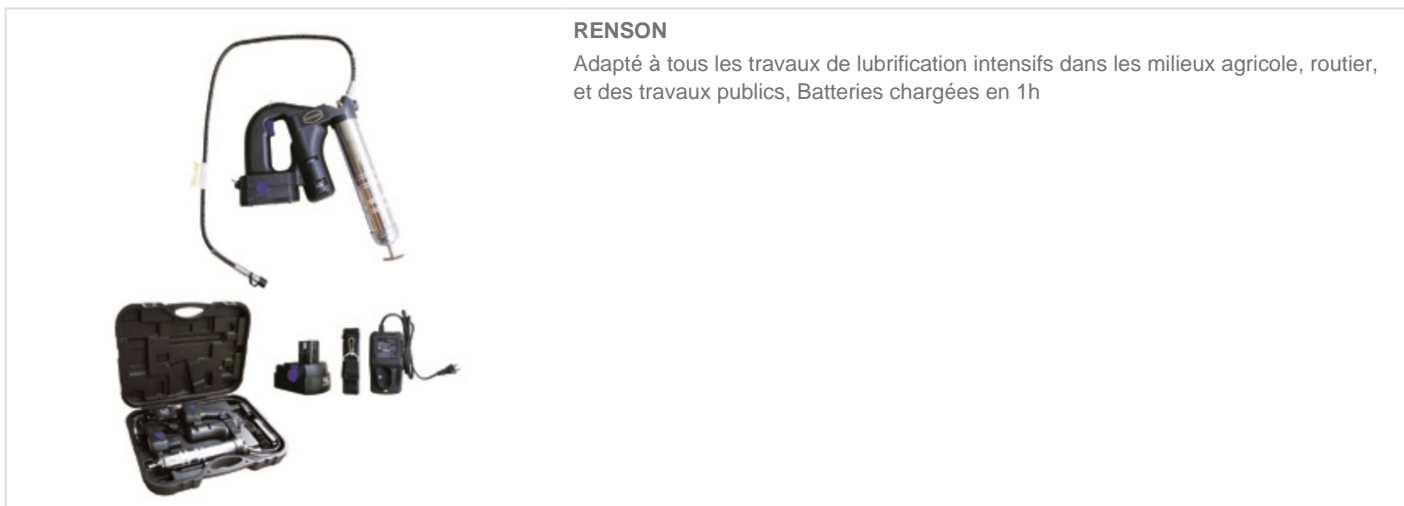 RENSON
Adapté à tous les travaux de lubrification intensifs dans les milieux agricole, routier,
et des travaux publics, Batteries chargées en 1h